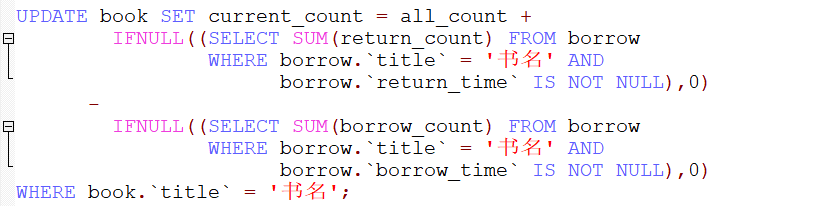 UPDATE book SET current_count = all_count +
IFNULL((SELECT SUM(return_count) FROM borrow
WHERE borrow.`title` = '书名' AND
borrow.`return_time` IS NOT NULL),0)
-
IFNULL((SELECT SUM(borrow_count) FROM borrow
WHERE borrow.`title` = '书名' AND
borrow.`borrow_time` IS NOT NULL),0)
WHERE book.`title` = '书名';